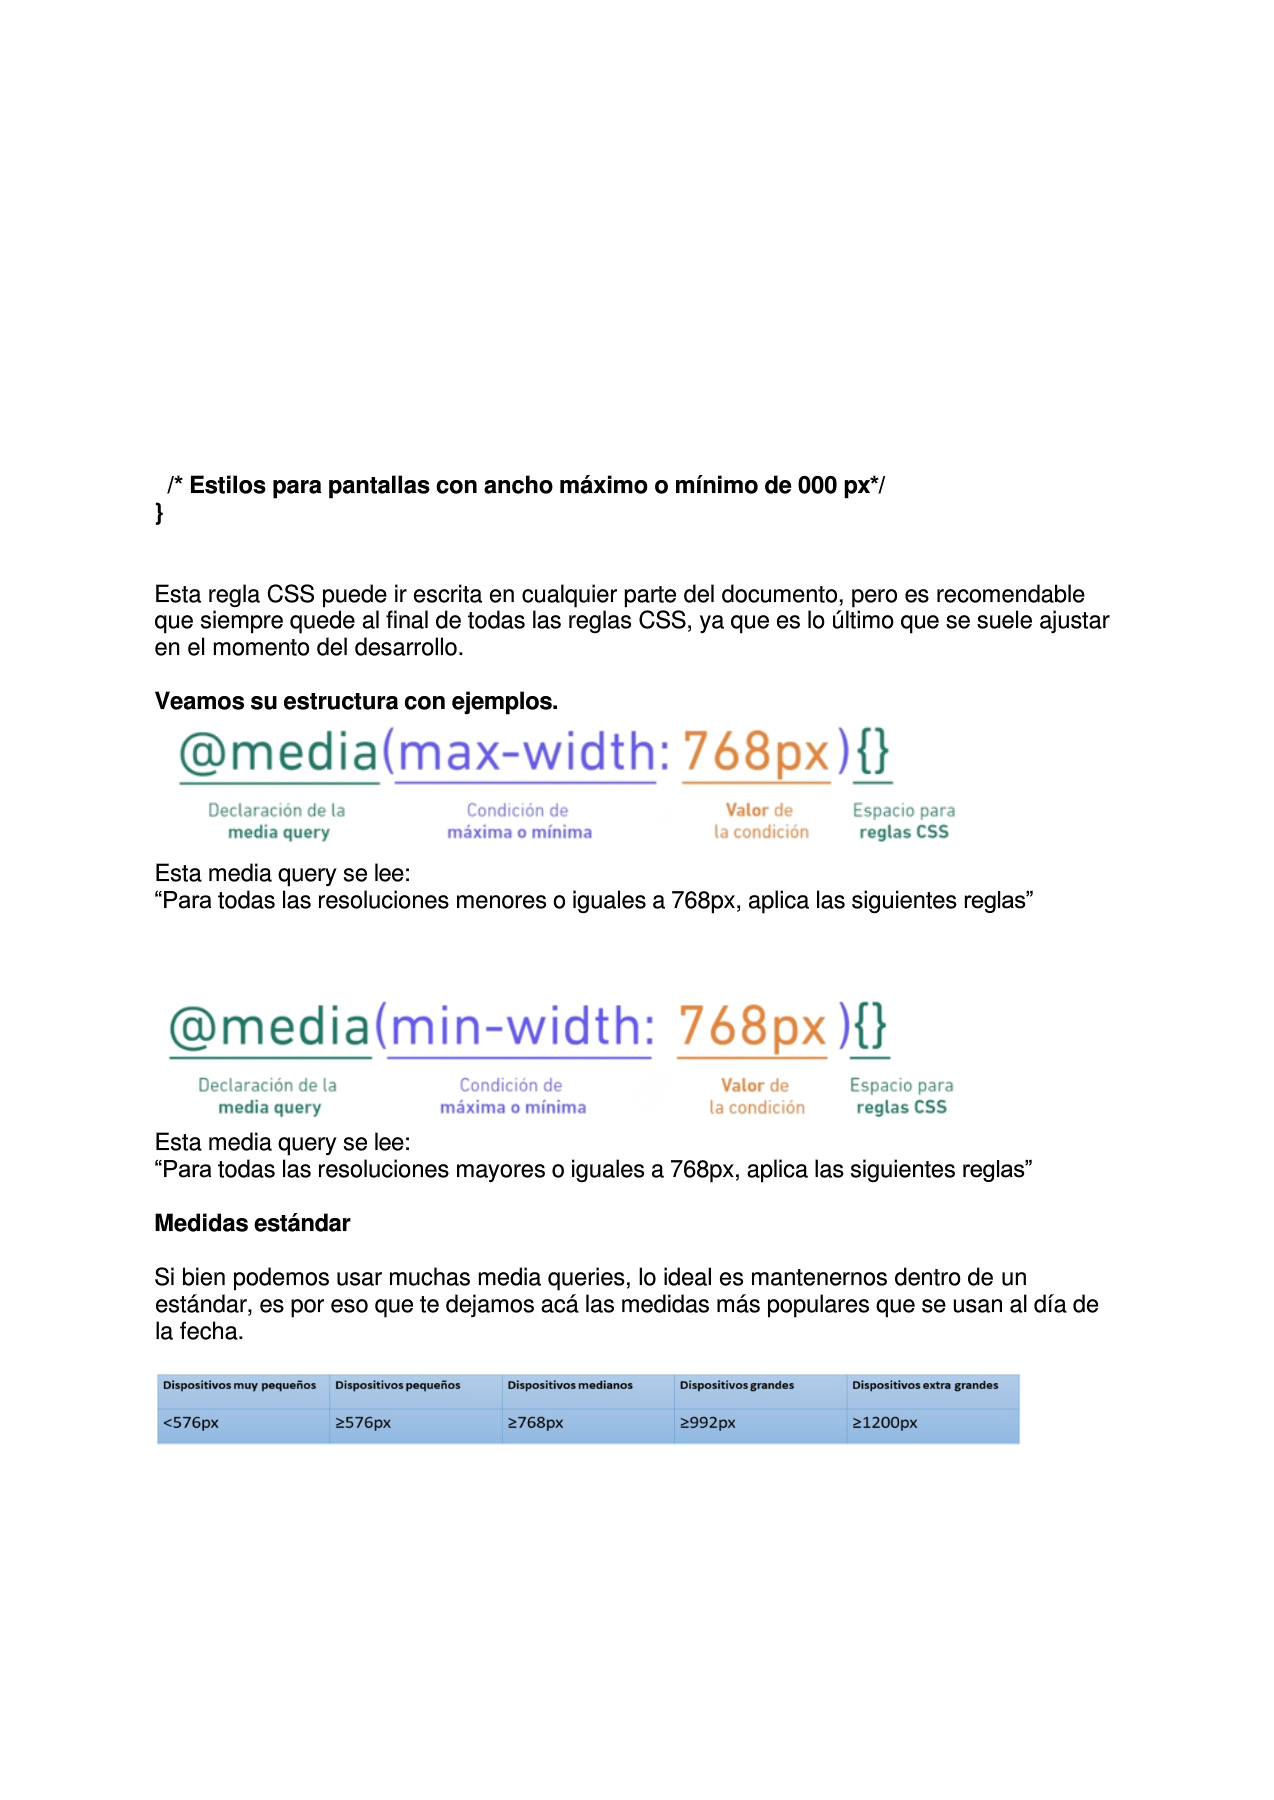 /* Estilos para pantallas con ancho máximo o mínimo de 000 px*/
}
Esta regla CSS puede ir escrita en cualquier parte del documento, pero es recomendable
que siempre quede al final de todas las reglas CSS, ya que es lo último que se suele ajustar
en el momento del desarrollo.
Veamos su estructura con ejemplos.
@media(max-width: 768px){}
Declaración de la Condición de Valor de Espacio para
media query máxima o mínima la condición reglas CSS
Esta media query se lee:
“Para todas las resoluciones menores o iguales a 768px, aplica las siguientes reglas”
@media(min-width: 768px){}
Declaración de la Condición de Valor de Espacio para
media query máxima o mínima la condición reglas CSS
Esta media query se lee:
“Para todas las resoluciones mayores o iguales a 768px, aplica las siguientes reglas”
Medidas estándar
Si bien podemos usar muchas media queries, lo ideal es mantenernos dentro de un
estándar, es por eso que te dejamos acá las medidas más populares que se usan al día de
la fecha.
Dispositivos muy pequeños Dispositivos pequeños Dispositivos medianos Dispositivos grandes Dispositivos extra grandes
<576px ≥576px ≥768px ≥992px ≥1200px